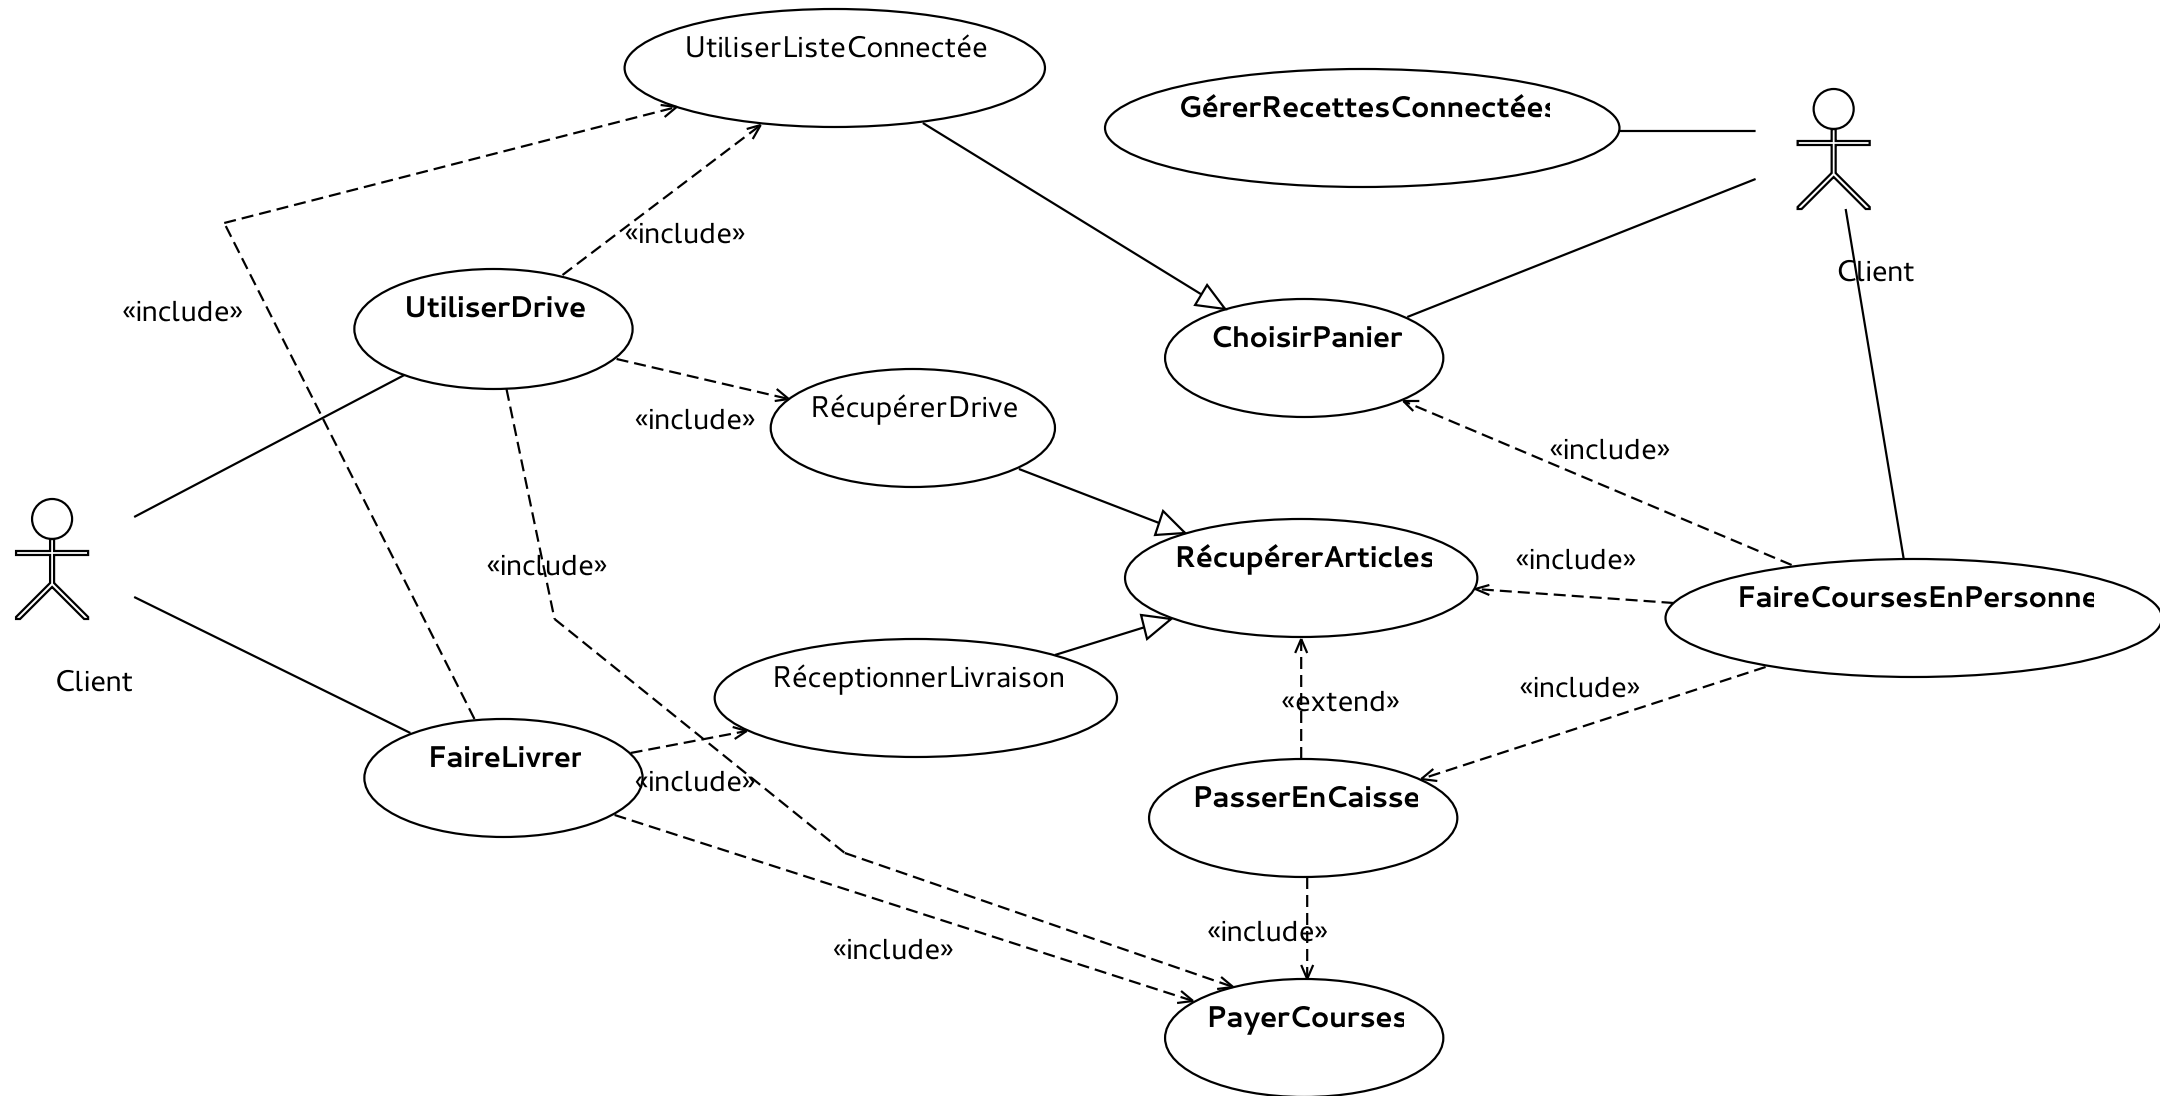 UtiliserListeConnectée
GérerRecettesConnectées
«include»
Client
«include»
UtiliserDrive
ChoisirPanier
«include»
RécupérerDrive
«include»
«include»
«include»
RécupérerArticles
«include»
FaireCoursesEnPersonne
Client
RéceptionnerLivraison
«include»
«extend»
FaireLivrer
«include»
PasserEnCaisse
«include»
«include»
PayerCourses